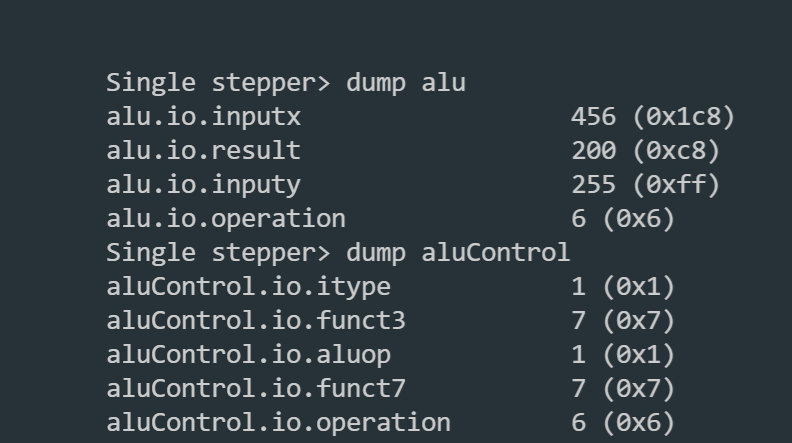 Single stepper> dump alu
alu.io.inputx 456 (0x1c8)
alu.io.result 200 (0xc8)
alu.io.inputy 255 (0xff)
alu.io.operation 6 (0x6)
Single stepper> dump aluControl
aluControl.io.itype 1 (0x1)
aluControl.io.funct3 7 (0x7)
aluControl.io.aluop 1 (0x1)
aluControl.io.funct7 7 (0x7)
aluControl.io.operation 6 (0x6)